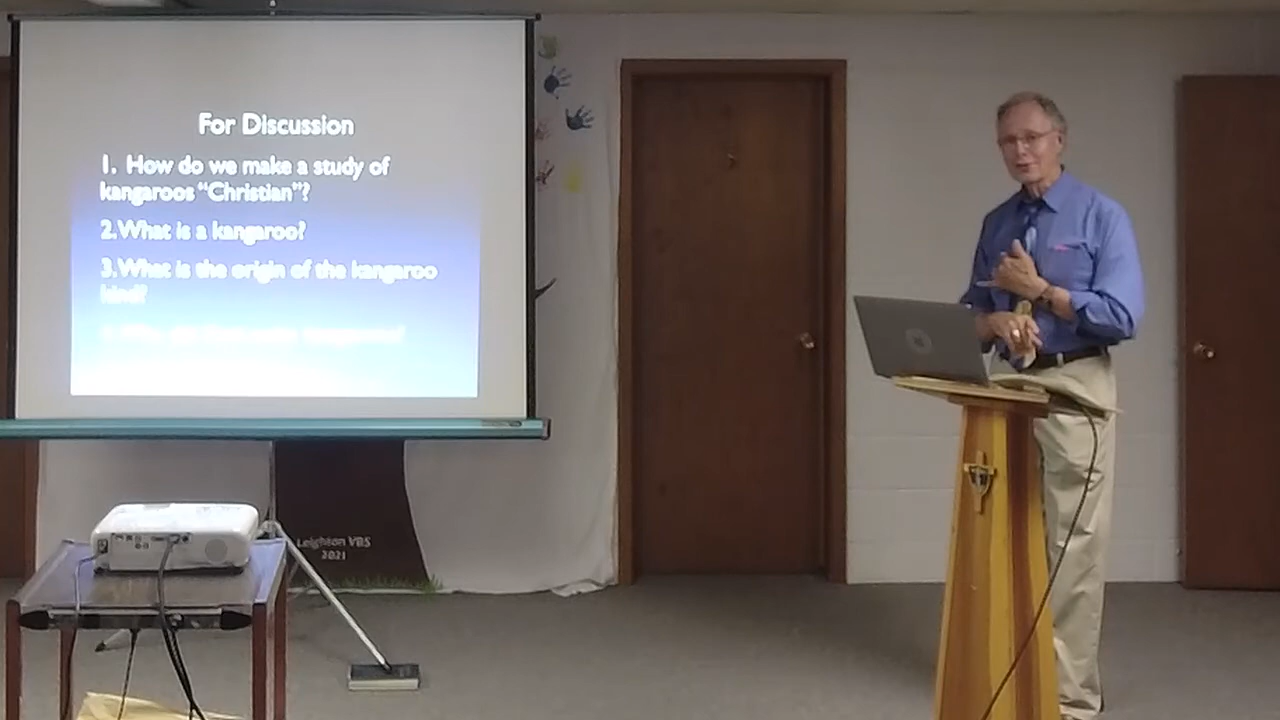 For Discussion
1. How do we make a study of
kangaroos "Christian"?
2. What is a kangaroo?
3. What is the origin of the kangaroo
kind?
Leighton VBS
2021